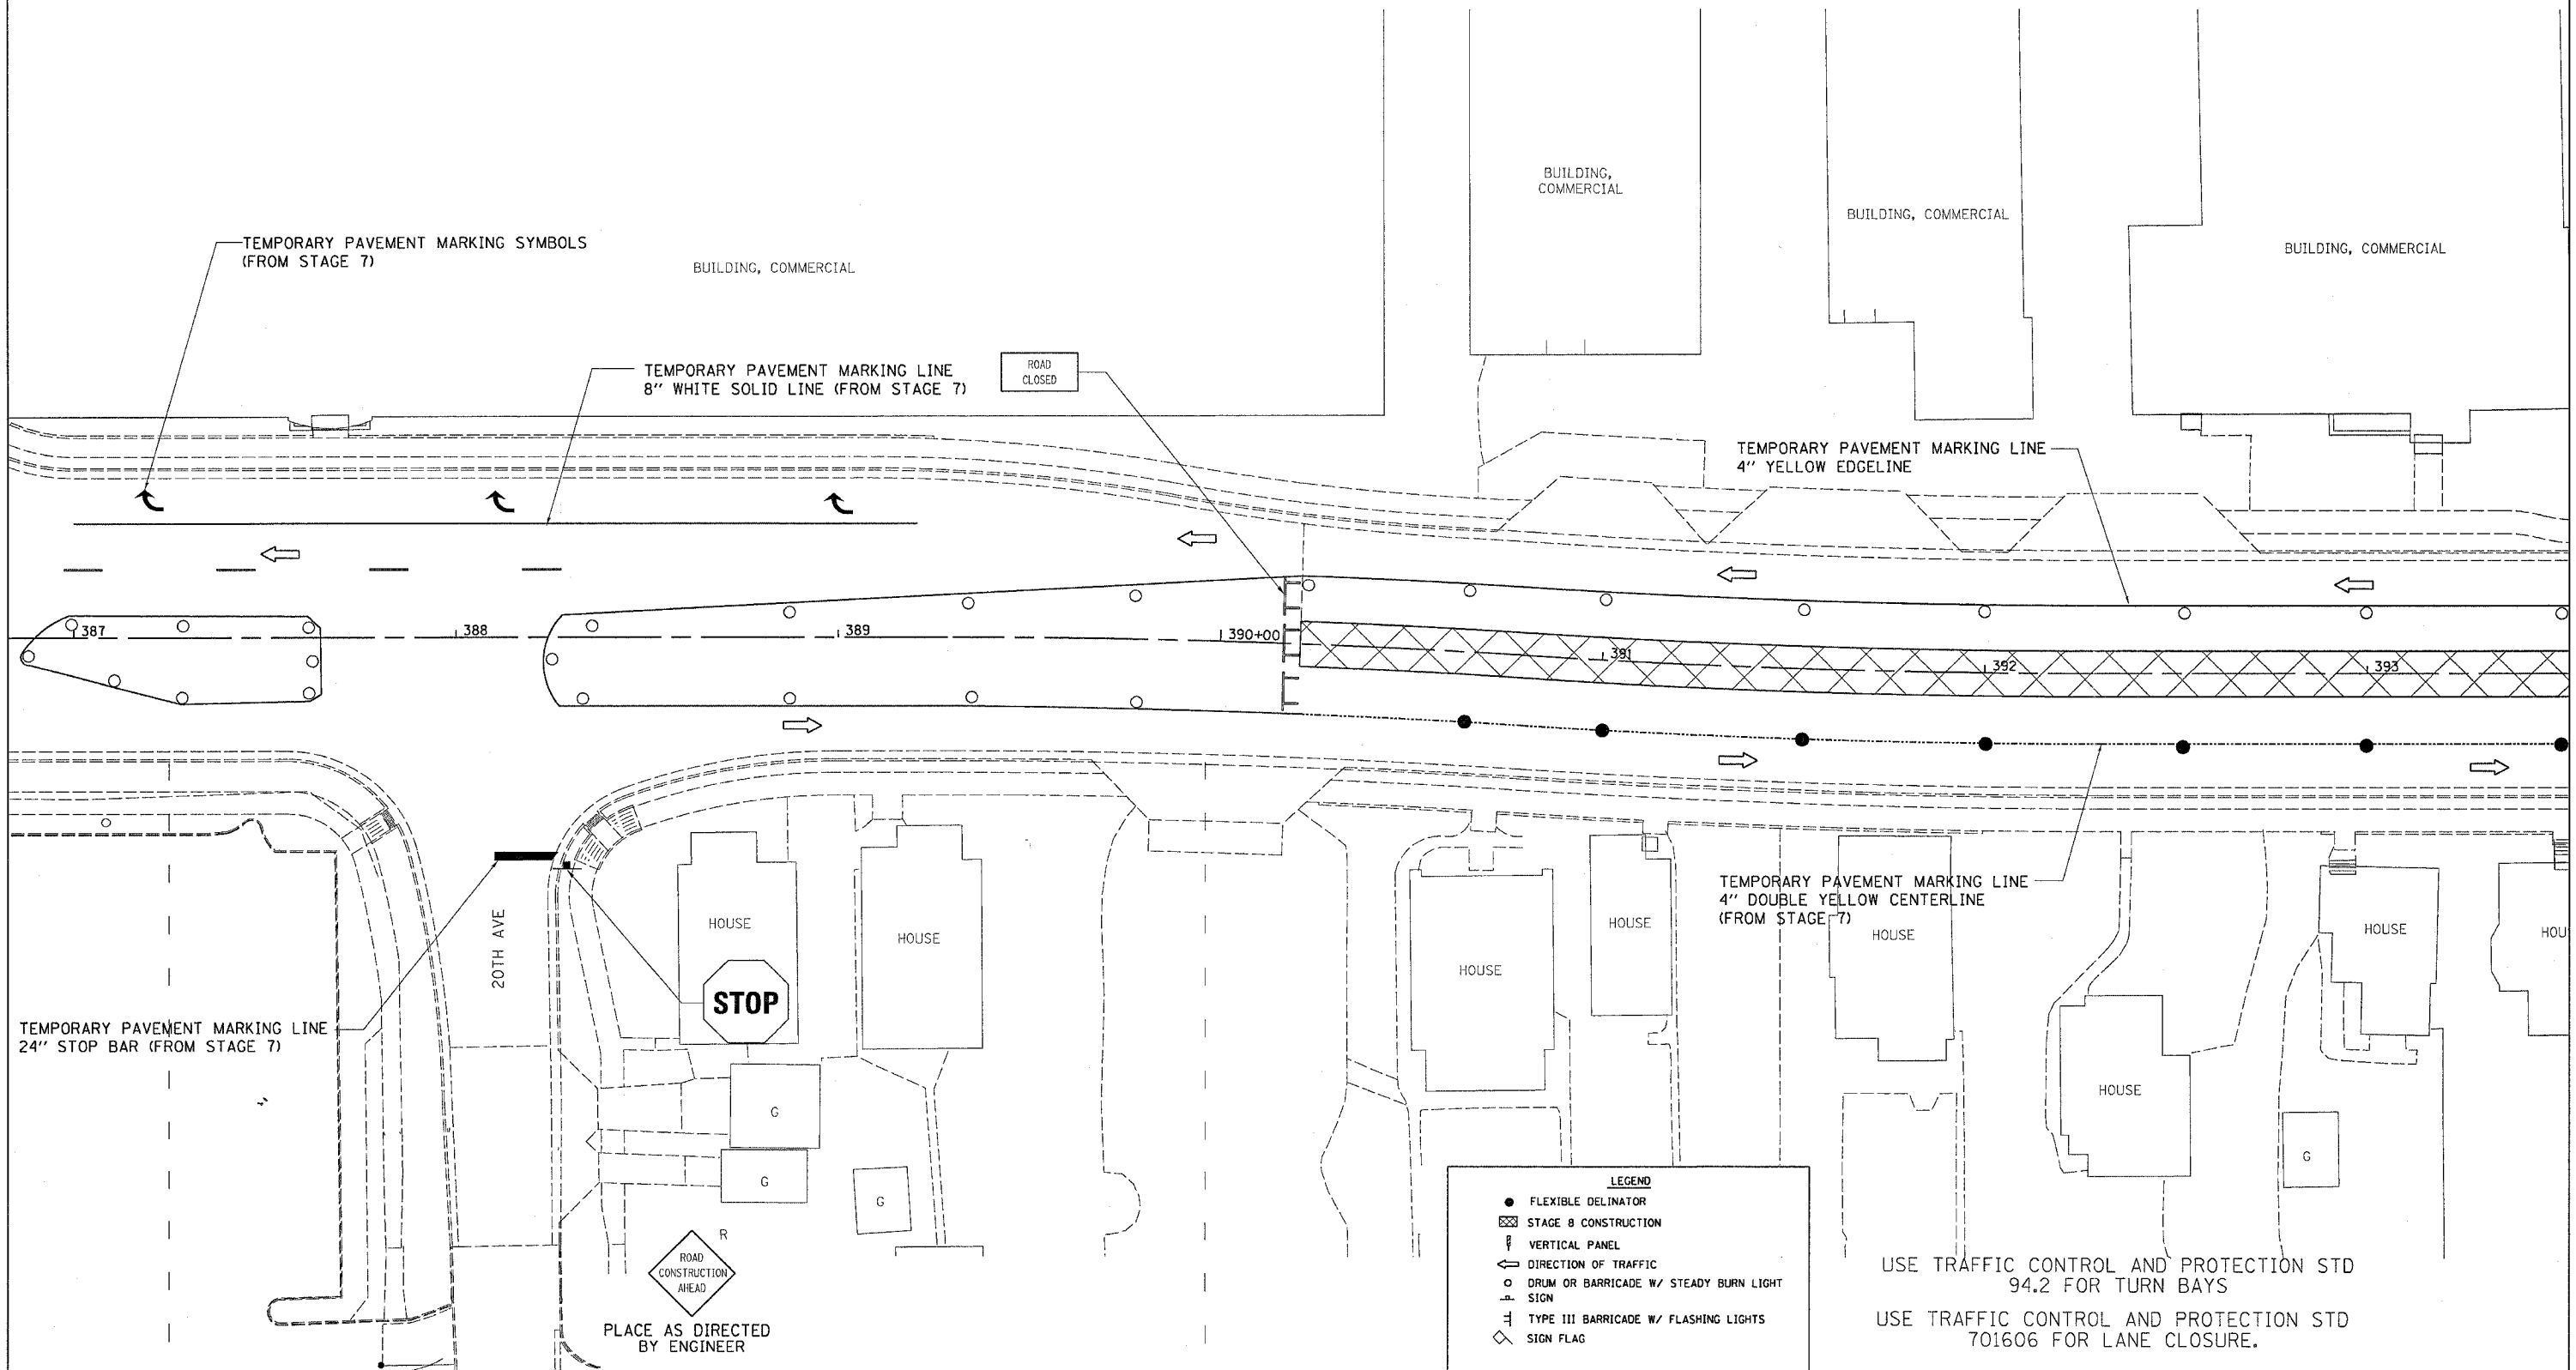 BUILDING,
COMMERCIAL
BUILDING, COMMERCIAL
BUILDING, COMMERCIAL
TEMPORARY PAVEMENT MARKING SYMBOLS
(FROM STAGE 7)
BUILDING, COMMERCIAL
TEMPORARY PAVEMENT MARKING LINE
8" WHITE SOLID LINE (FROM STAGE 7)
ROAD
CLOSED
TEMPORARY PAVEMENT MARKING LINE
4" YELLOW EDGELINE
387
388
389
390+00
391
392
393
TEMPORARY PAVEMENT MARKING LINE
4" DOUBLE YELLOW CENTERLINE
(FROM STAGE 7)
20TH AVE
HOUSE
HOUSE
HOUSE
HOUSE
HOUSE
HOUSE
HOUSE
HOU
STOP
TEMPORARY PAVEMENT MARKING LINE
24" STOP BAR (FROM STAGE 7)
G
G
G
G
R
ROAD
CONSTRUCTION
AHEAD
PLACE AS DIRECTED
BY ENGINEER
LEGEND
FLEXIBLE DELINATOR
STAGE 8 CONSTRUCTION
VERTICAL PANEL
DIRECTION OF TRAFFIC
DRUM OR BARRICADE W/ STEADY BURN LIGHT
SIGN
TYPE III BARRICADE W/ FLASHING LIGHTS
SIGN FLAG
USE TRAFFIC CONTROL AND PROTECTION STD
94.2 FOR TURN BAYS
USE TRAFFIC CONTROL AND PROTECTION STD
701606 FOR LANE CLOSURE.